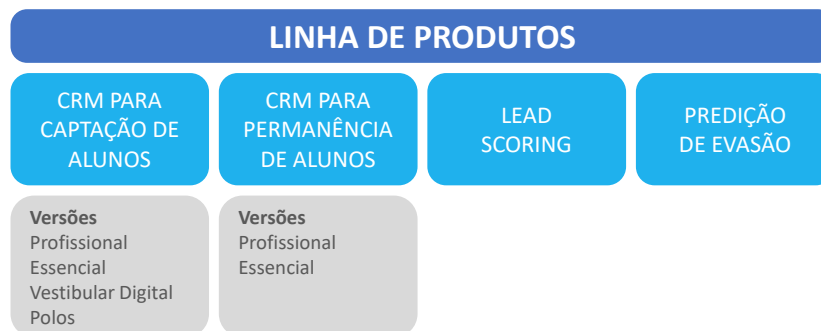 LINHA DE PRODUTOS
CRM PARA
CAPTAÇÃO DE
ALUNOS
CRM PARA
PERMANÊNCIA
DE ALUNOS
LEAD
SCORING
PREDIÇÃO
DE EVASÃO
Versões
Profissional
Essencial
Vestibular Digital
Polos
Versões
Profissional
Essencial